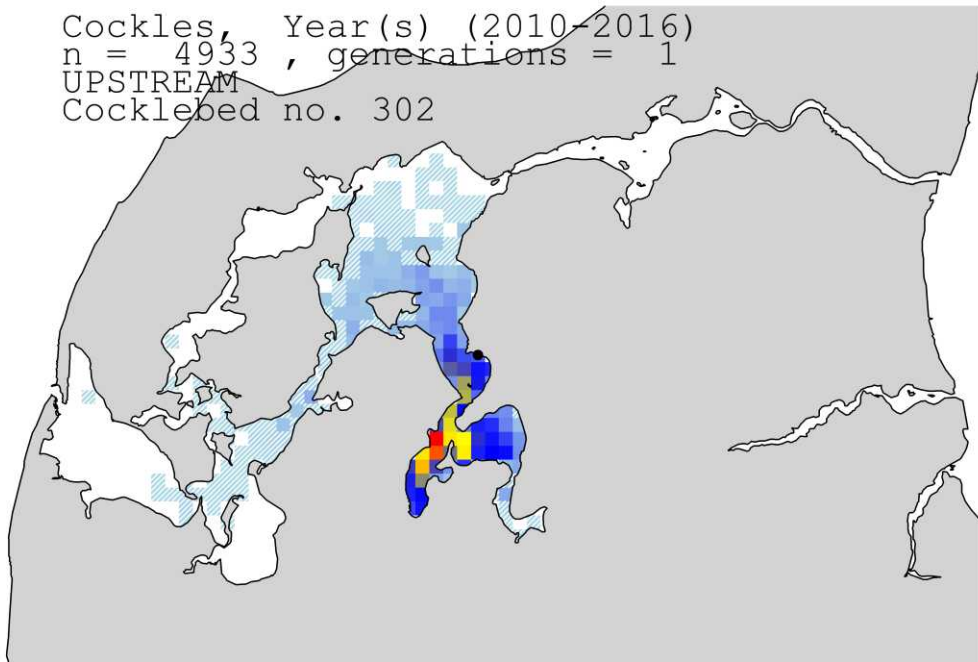 Cockles, Year(s) (2010-2016)
n = 4933 , generations = 1
UPSTREAM
Cocklebed no. 302